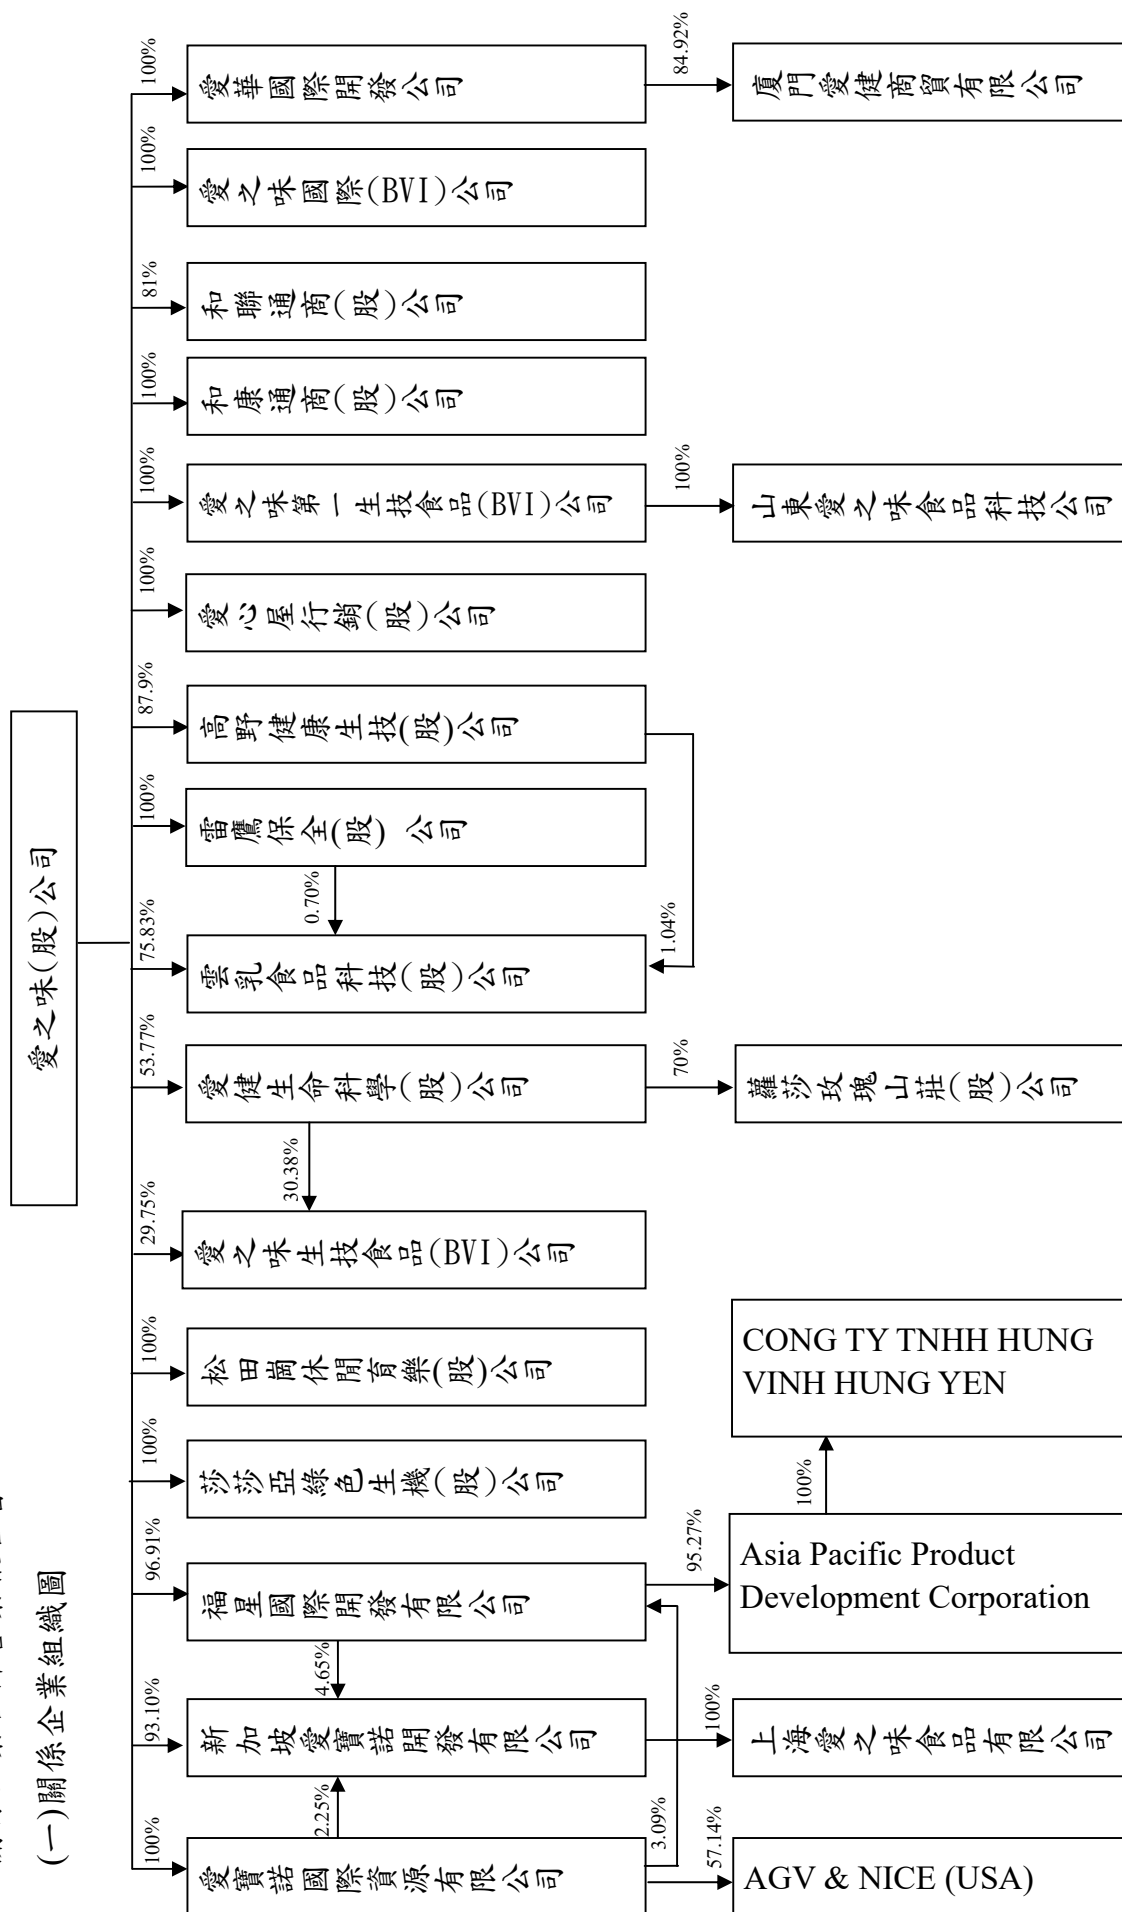 (一)關係企業組織圖
愛之味(股)公司
100%
愛寶諾國際資源有限公司
93.10%
新加坡愛寶諾開發有限公司
96.91%
福星國際開發有限公司
100%
莎莎亞綠色生機(股)公司
100%
松田崗休閒育樂(股)公司
29.75%
愛之味生技食品(BVI)公司
53.77%
愛健生命科學(股)公司
75.83%
雲乳食品科技(股)公司
100%
雷鷹保全(股) 公司
87.9%
高野健康生技(股)公司
100%
愛心屋行銷(股)公司
100%
愛之味第一生技食品(BVI)公司
100%
和康通商(股)公司
81%
和聯通商(股)公司
100%
愛之味國際(BVI)公司
100%
愛華國際開發公司
2.25%
4.65%
30.38%
0.70%
1.04%
3.09%
57.14%
AGV & NICE (USA)
100%
上海愛之味食品有限公司
95.27%
Asia Pacific Product
Development Corporation
100%
CONG TY TNHH HUNG
VINH HUNG YEN
70%
蘿莎玫瑰山莊(股)公司
100%
山東愛之味食品科技公司
84.92%
廈門愛健商貿有限公司